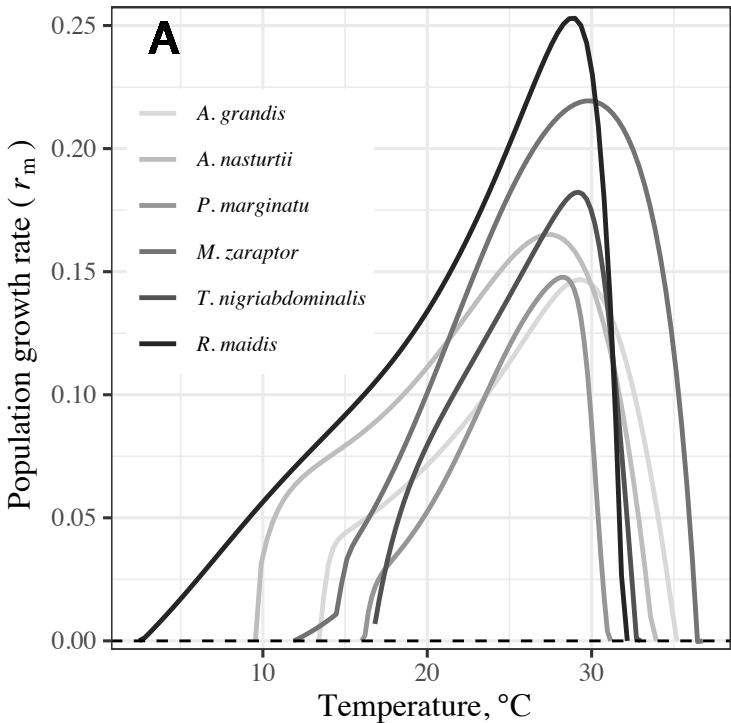 A
A. grandis
A. nasturtii
P. marginatu
M. zaraptor
T. nigriabdominalis
R. maidis
Population growth rate ( rm )
0.25
0.20
0.15
0.10
0.05
0.00
10 20 30
Temperature, °C